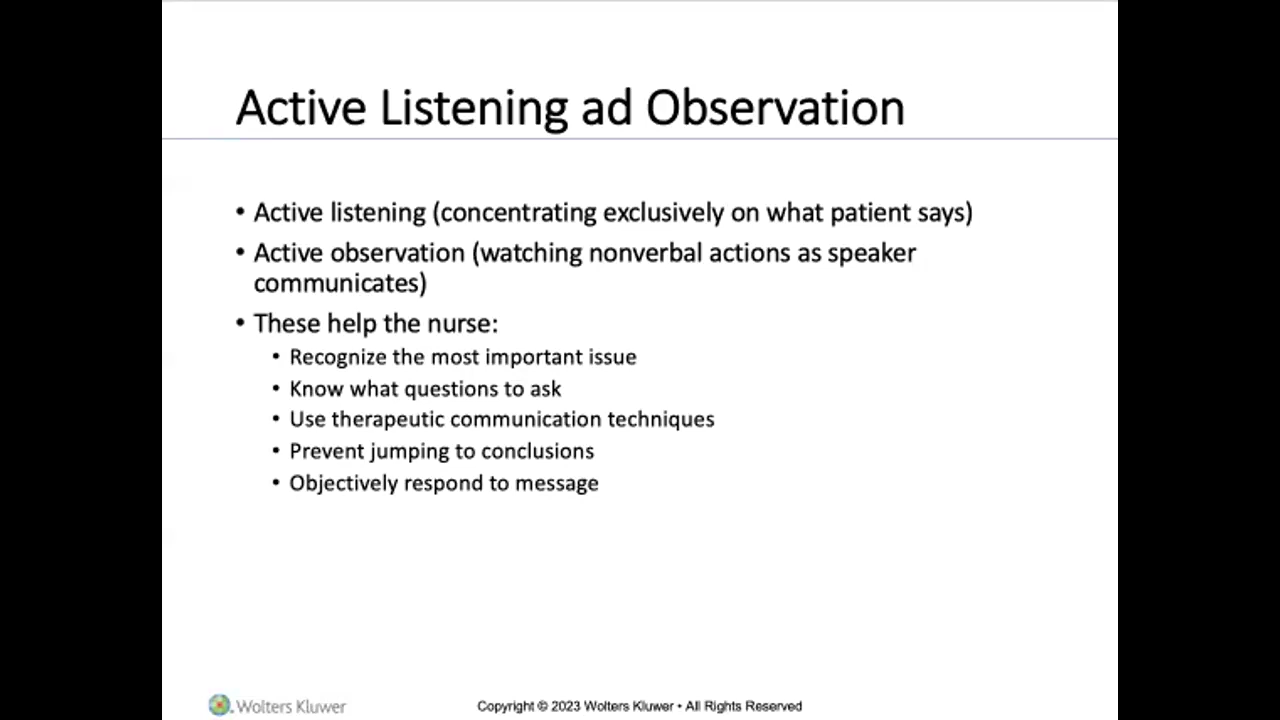 Active Listening ad Observation
• Active listening (concentrating exclusively on what patient says)
• Active observation (watching nonverbal actions as speaker
communicates)
• These help the nurse:
• Recognize the most important issue
• Know what questions to ask
• Use therapeutic communication techniques
• Prevent jumping to conclusions
• Objectively respond to message
Wolters Kluwer
Copyright © 2023 Wolters Kluwer • All Rights Reserved